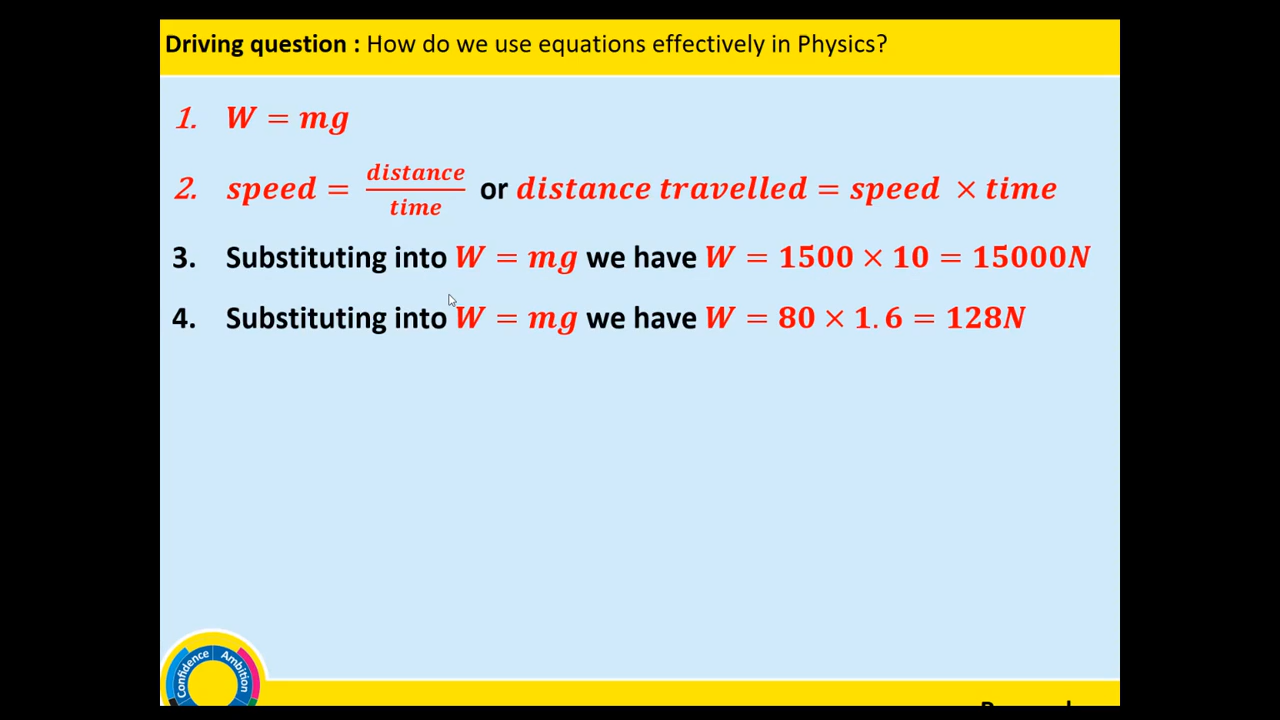 Driving question : How do we use equations effectively in Physics?
1. W = mg
2. speed = distance/time or distance travelled = speed × time
3. Substituting into W = mg we have W = 1500 × 10 = 15000N
4. Substituting into W = mg we have W = 80 × 1.6 = 128N
Confidence Ambition